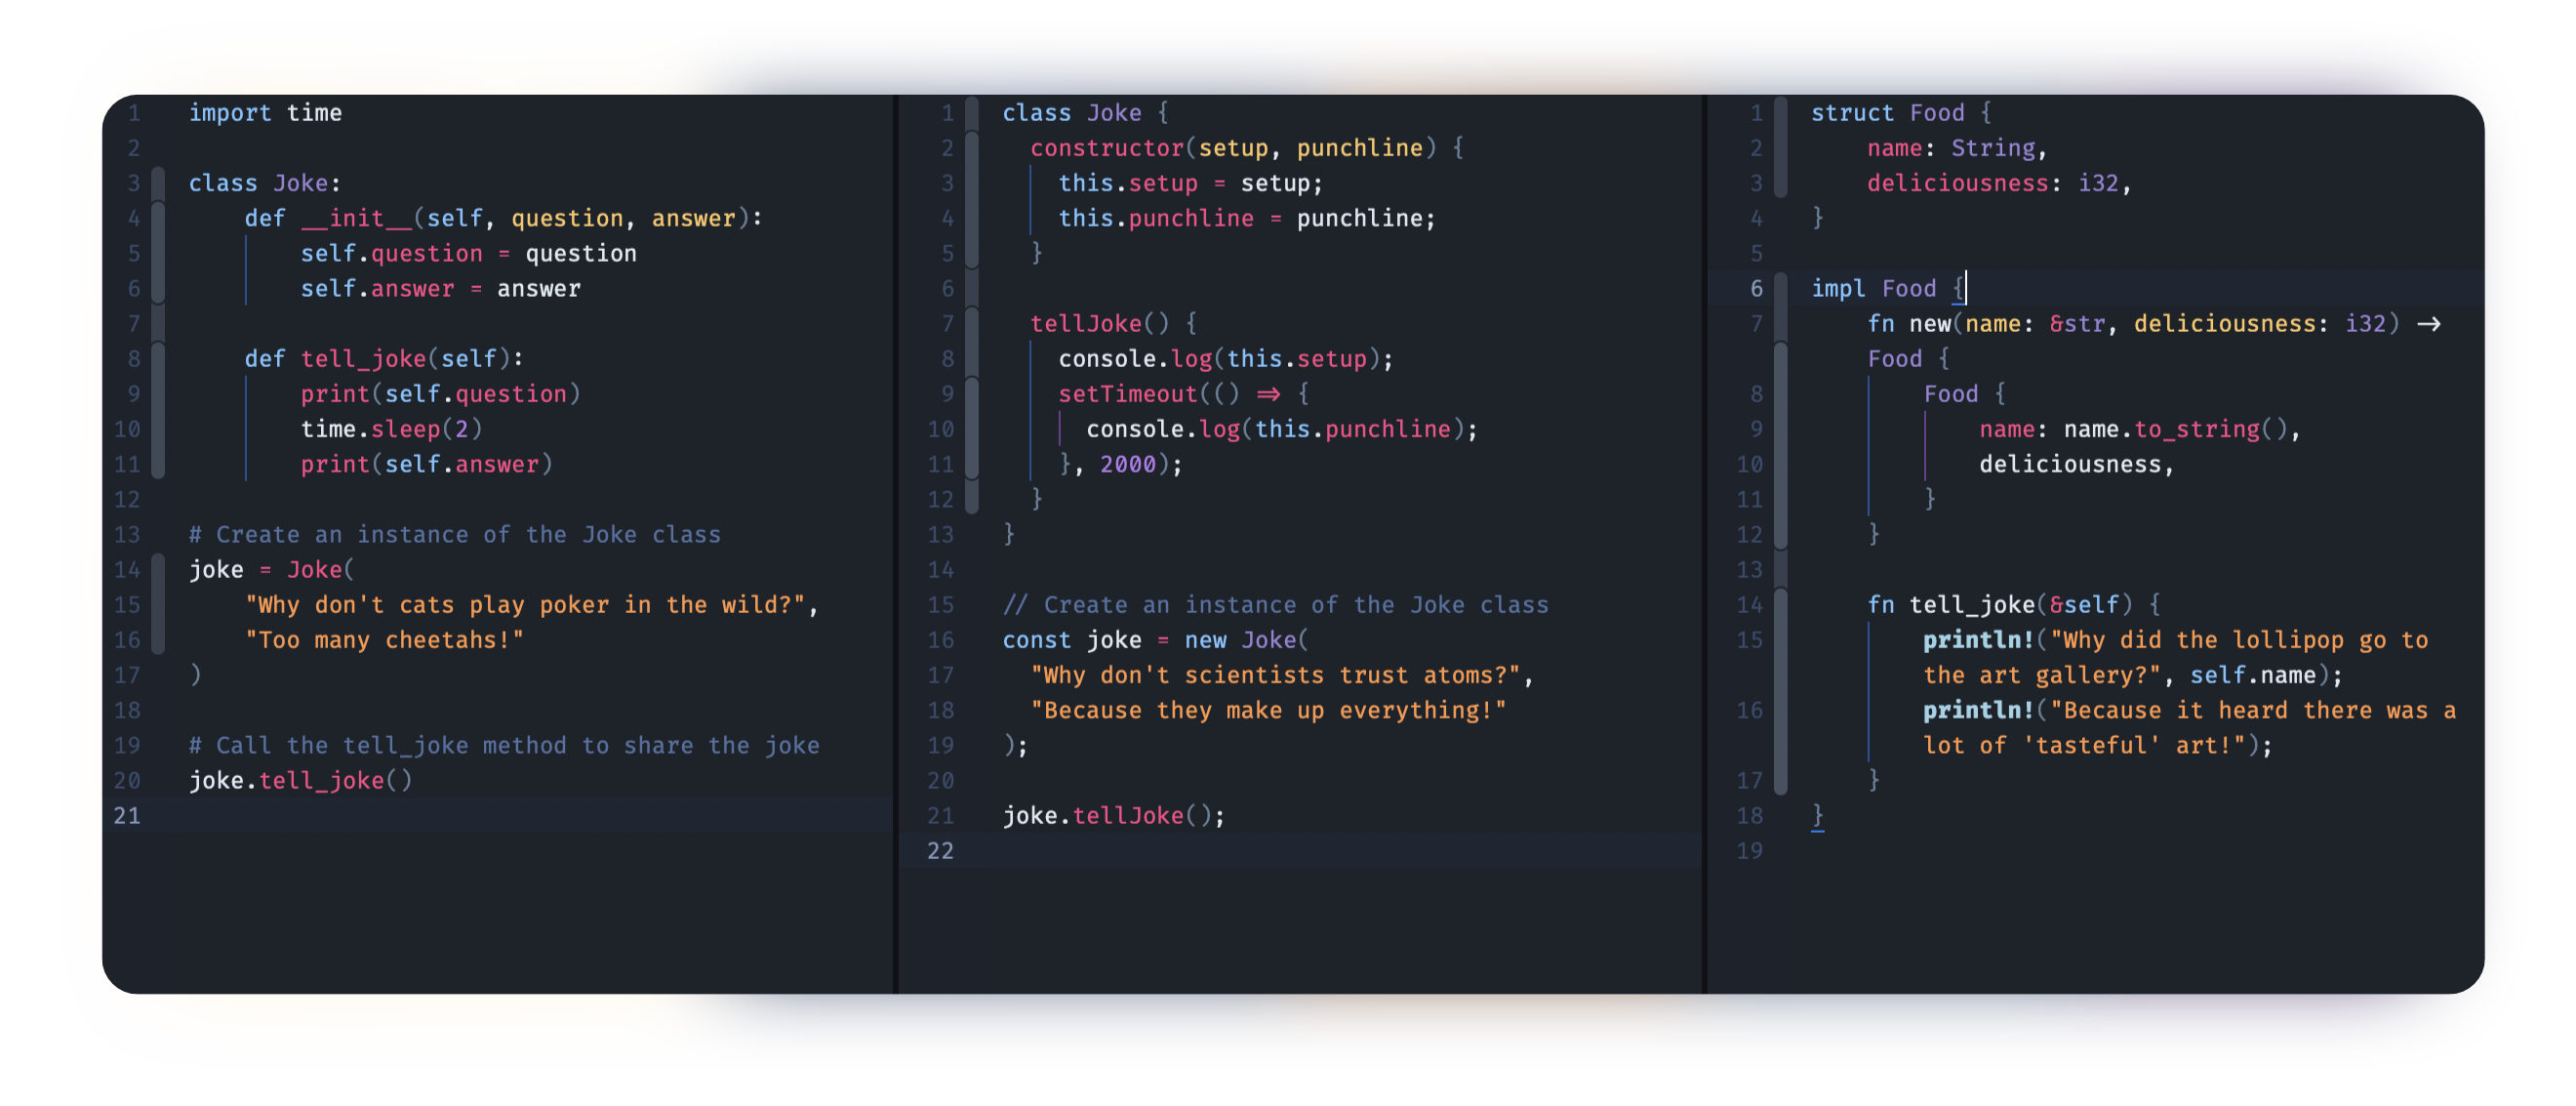 1 import time
2
3 class Joke:
4     def __init__(self, question, answer):
5         self.question = question
6         self.answer = answer
7
8     def tell_joke(self):
9         print(self.question)
10         time.sleep(2)
11         print(self.answer)
12
13 # Create an instance of the Joke class
14 joke = Joke(
15     "Why don't cats play poker in the wild?",
16     "Too many cheetahs!"
17 )
18
19 # Call the tell_joke method to share the joke
20 joke.tell_joke()
21
1 class Joke {
2   constructor(setup, punchline) {
3     this.setup = setup;
4     this.punchline = punchline;
5   }
6
7   tellJoke() {
8     console.log(this.setup);
9     setTimeout(() ⇒ {
10       console.log(this.punchline);
11     }, 2000);
12   }
13 }
14
15 // Create an instance of the Joke class
16 const joke = new Joke(
17   "Why don't scientists trust atoms?",
18   "Because they make up everything!"
19 );
20
21 joke.tellJoke();
22
1 struct Food {
2     name: String,
3     deliciousness: i32,
4 }
5
6 impl Food {
7     fn new(name: &str, deliciousness: i32) →
    Food {
8         Food {
9             name: name.to_string(),
10             deliciousness,
11         }
12     }
13
14     fn tell_joke(&self) {
15         println!("Why did the lollipop go to
        the art gallery?", self.name);
16         println!("Because it heard there was a
        lot of 'tasteful' art!");
17     }
18 }
19